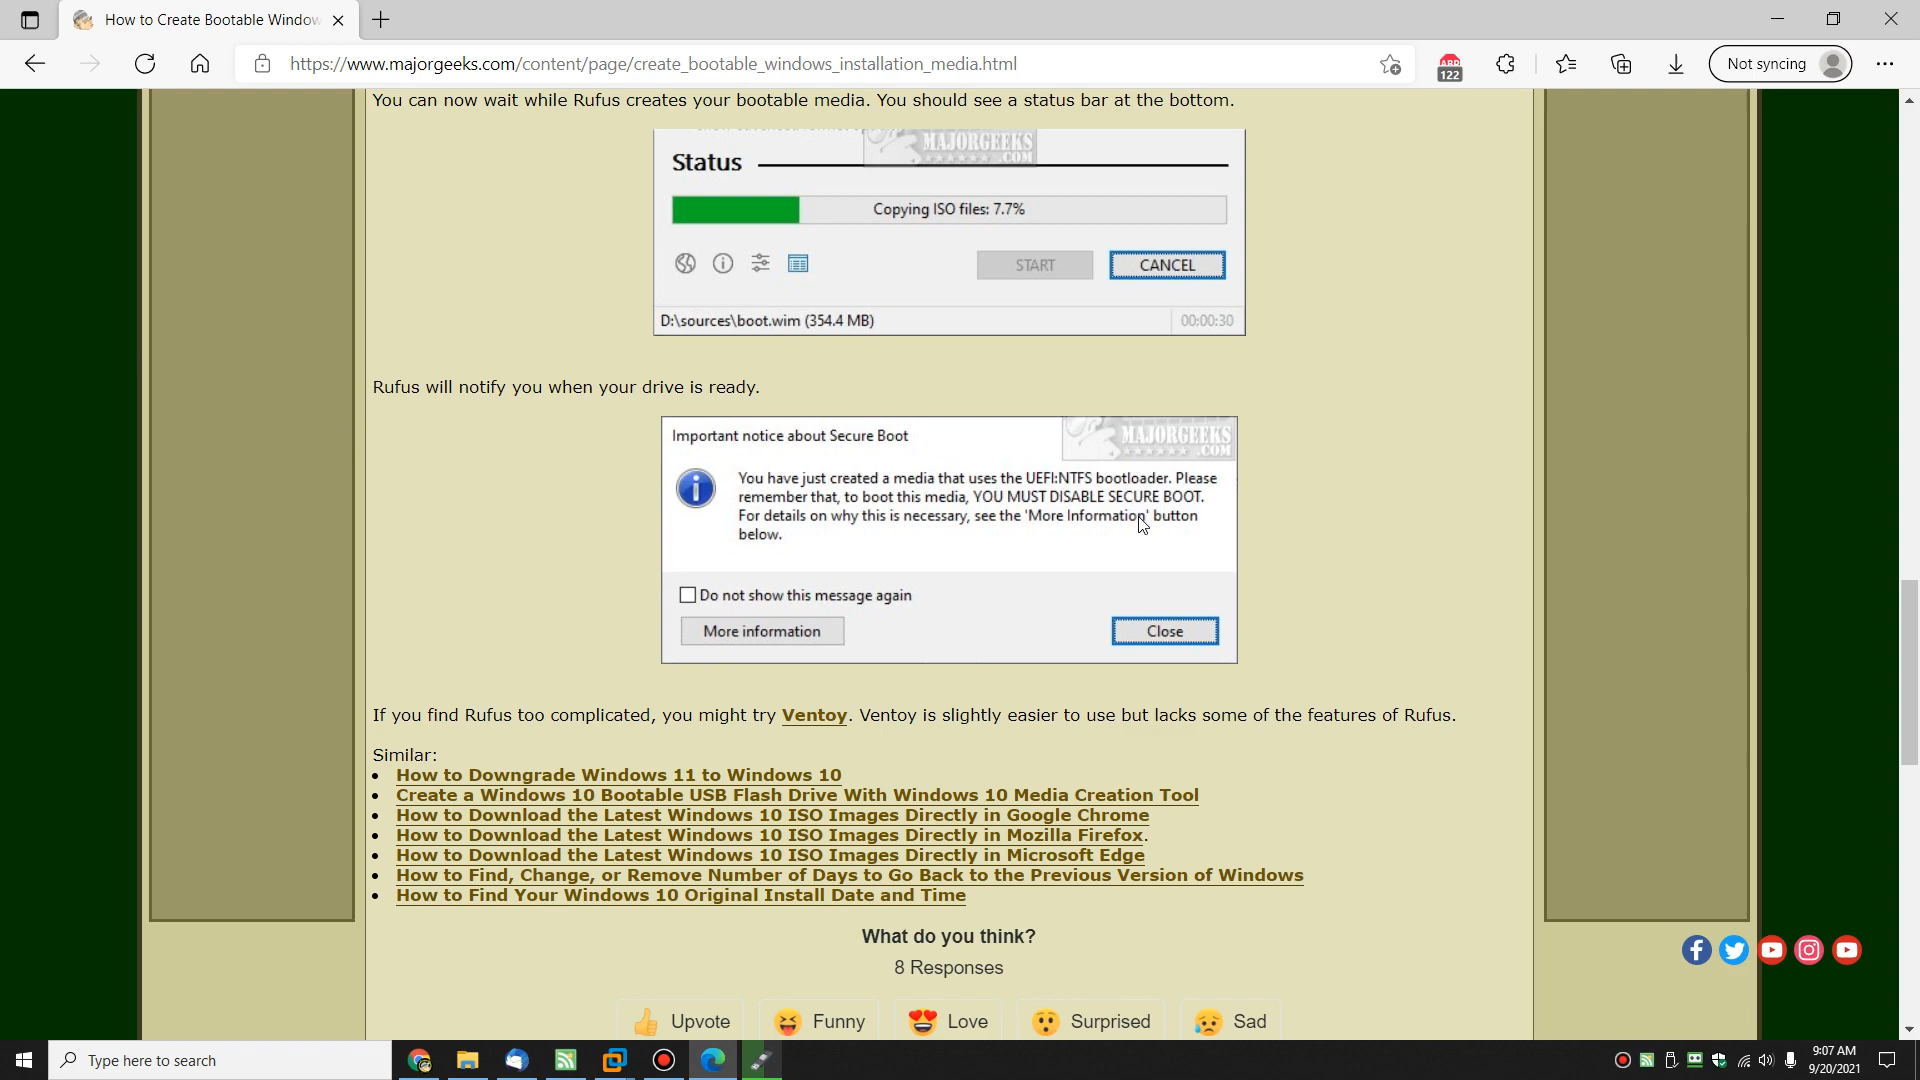 How to Create Bootable Window
https://www.majorgeeks.com/content/page/create_bootable_windows_installation_media.html
ABP
122
Not syncing
You can now wait while Rufus creates your bootable media. You should see a status bar at the bottom.
MAJORGEEKS
.COM
Status
Copying ISO files: 7.7%
START
CANCEL
D:\sources\boot.wim (354.4 MB)
00:00:30
Rufus will notify you when your drive is ready.
Important notice about Secure Boot
MAJORGEEKS
.COM
You have just created a media that uses the UEFI:NTFS bootloader. Please
remember that, to boot this media, YOU MUST DISABLE SECURE BOOT.
For details on why this is necessary, see the 'More Information' button
below.
Do not show this message again
More information
Close
If you find Rufus too complicated, you might try Ventoy. Ventoy is slightly easier to use but lacks some of the features of Rufus.
Similar:
• How to Downgrade Windows 11 to Windows 10
• Create a Windows 10 Bootable USB Flash Drive With Windows 10 Media Creation Tool
• How to Download the Latest Windows 10 ISO Images Directly in Google Chrome
• How to Download the Latest Windows 10 ISO Images Directly in Mozilla Firefox.
• How to Download the Latest Windows 10 ISO Images Directly in Microsoft Edge
• How to Find, Change, or Remove Number of Days to Go Back to the Previous Version of Windows
• How to Find Your Windows 10 Original Install Date and Time
What do you think?
8 Responses
Upvote
Funny
Love
Surprised
Sad
Type here to search
9:07 AM
9/20/2021